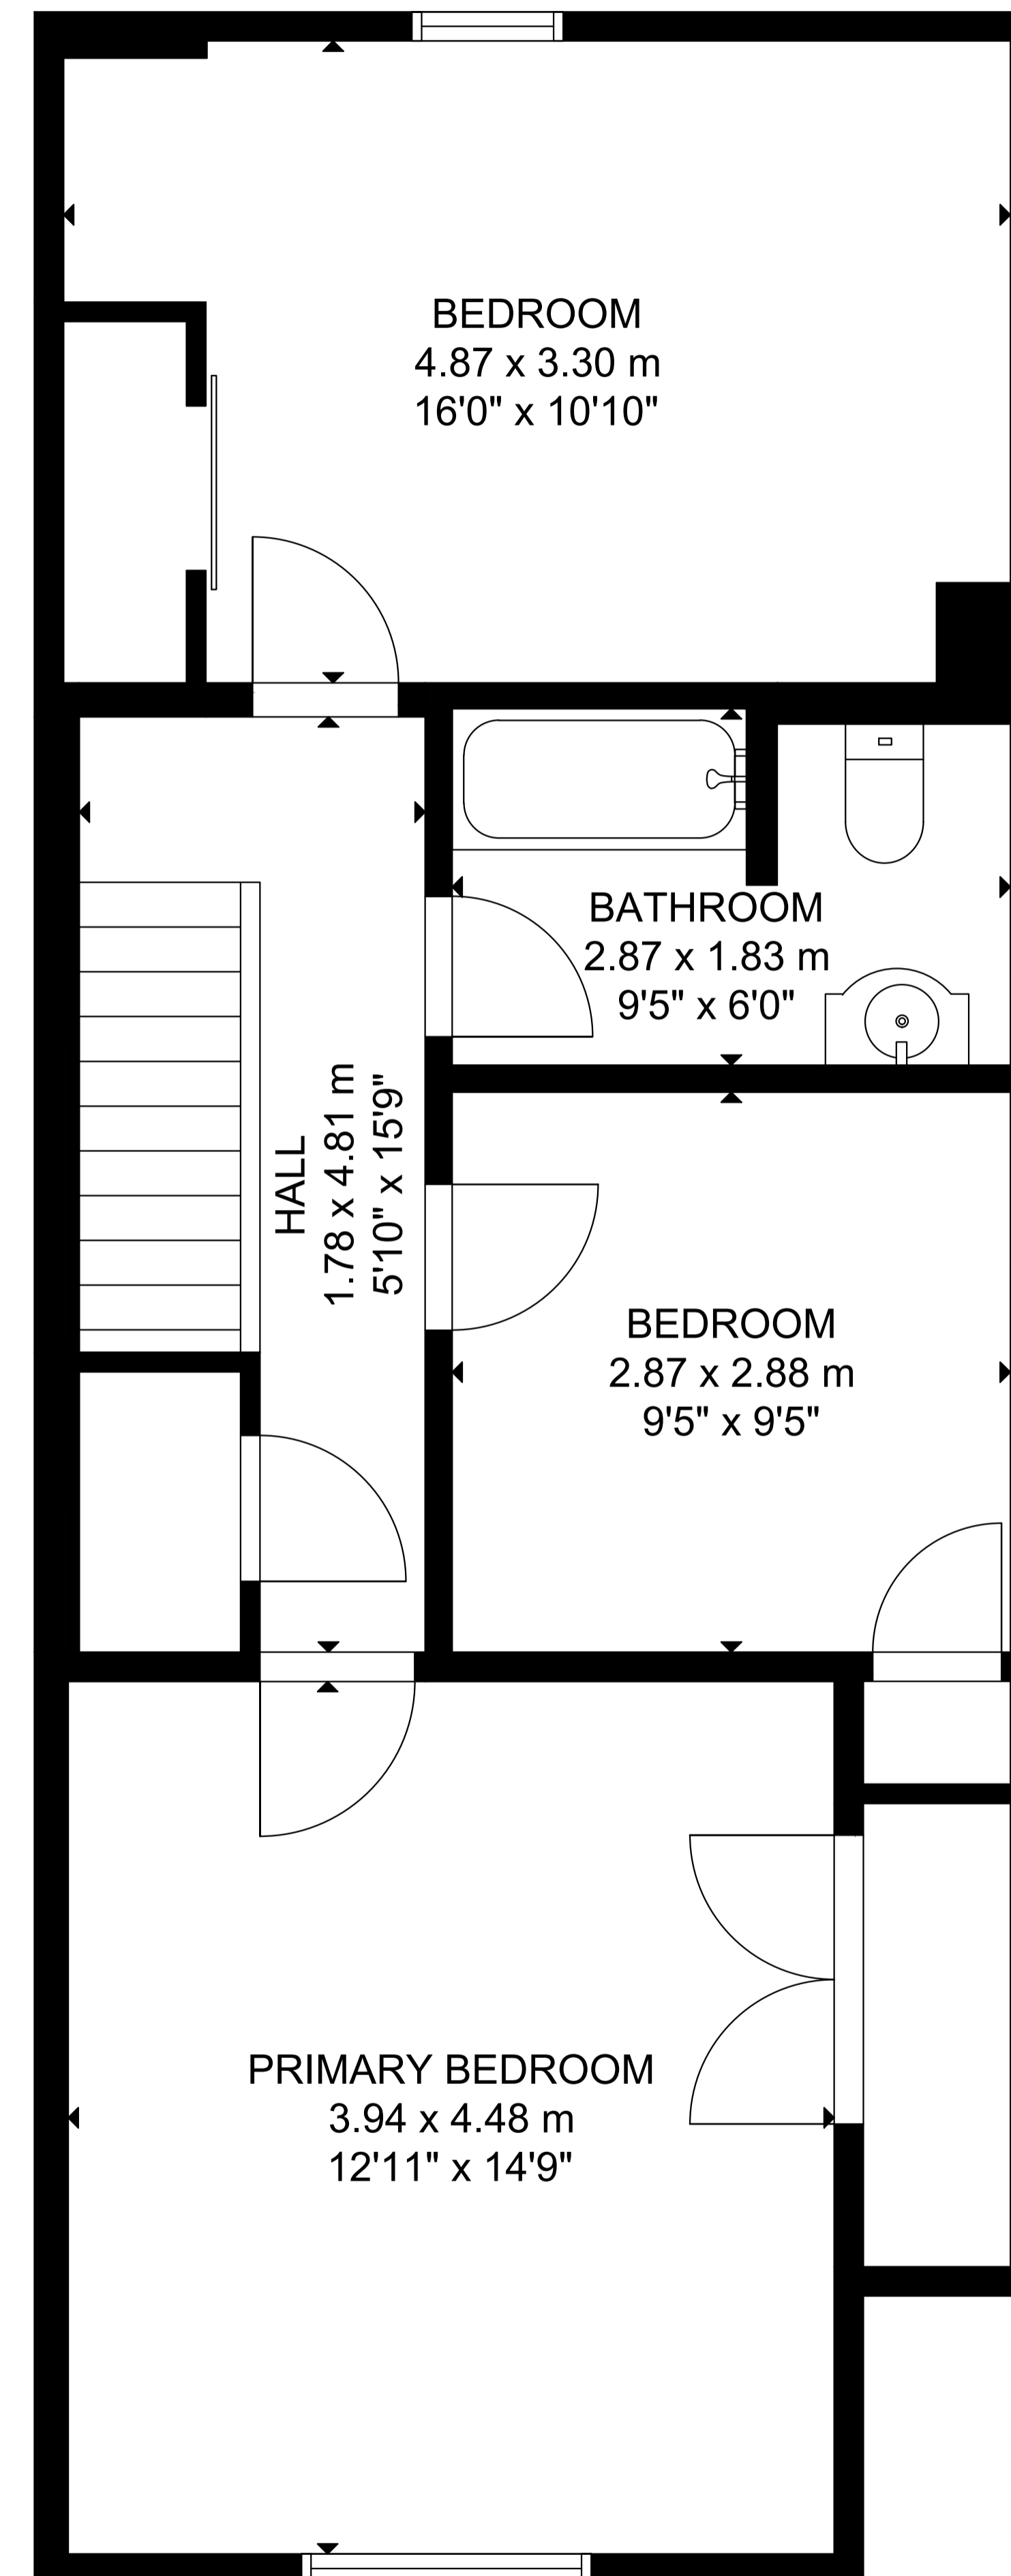 BEDROOM
4.87 x 3.30 m
16'0" x 10'10"
BATHROOM
2.87 x 1.83 m
9'5" x 6'0"
HALL
1.78 x 4.81 m
5'10" x 15'9"
BEDROOM
2.87 x 2.88 m
9'5" x 9'5"
PRIMARY BEDROOM
3.94 x 4.48 m
12'11" x 14'9"